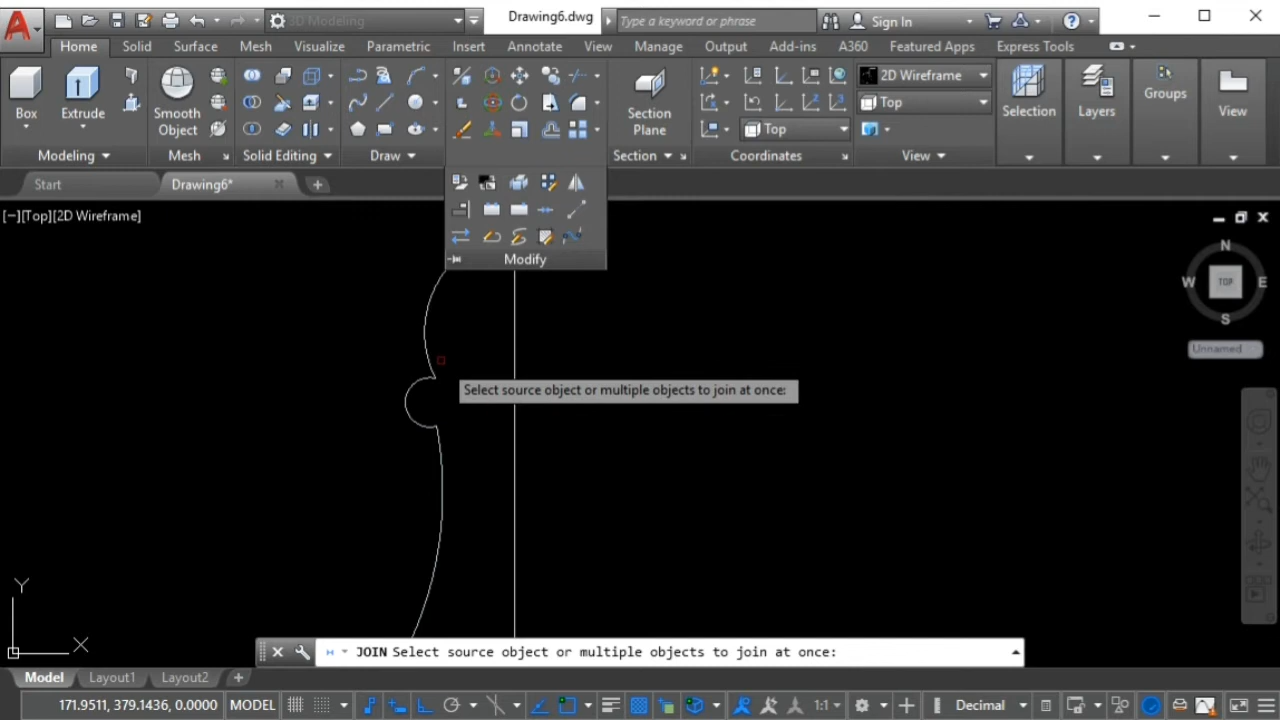 3D Modeling
Drawing6.dwg
Type a keyword or phrase
Sign In
Home Solid Surface Mesh Visualize Parametric Insert Annotate View Manage Output Add-ins A360 Featured Apps Express Tools
Box
Extrude
Smooth
Object
Section
Plane
2D Wireframe
Top
Top
Selection
Layers
Groups
View
Modeling
Mesh
Solid Editing
Draw
Section
Coordinates
View
Start
Drawing6*
[−][Top][2D Wireframe]
Modify
N
W TOP E
S
Unnamed
Select source object or multiple objects to join at once:
Y
X
JOIN Select source object or multiple objects to join at once:
Model Layout1 Layout2
171.9511, 379.1436, 0.0000 MODEL 1:1 Decimal